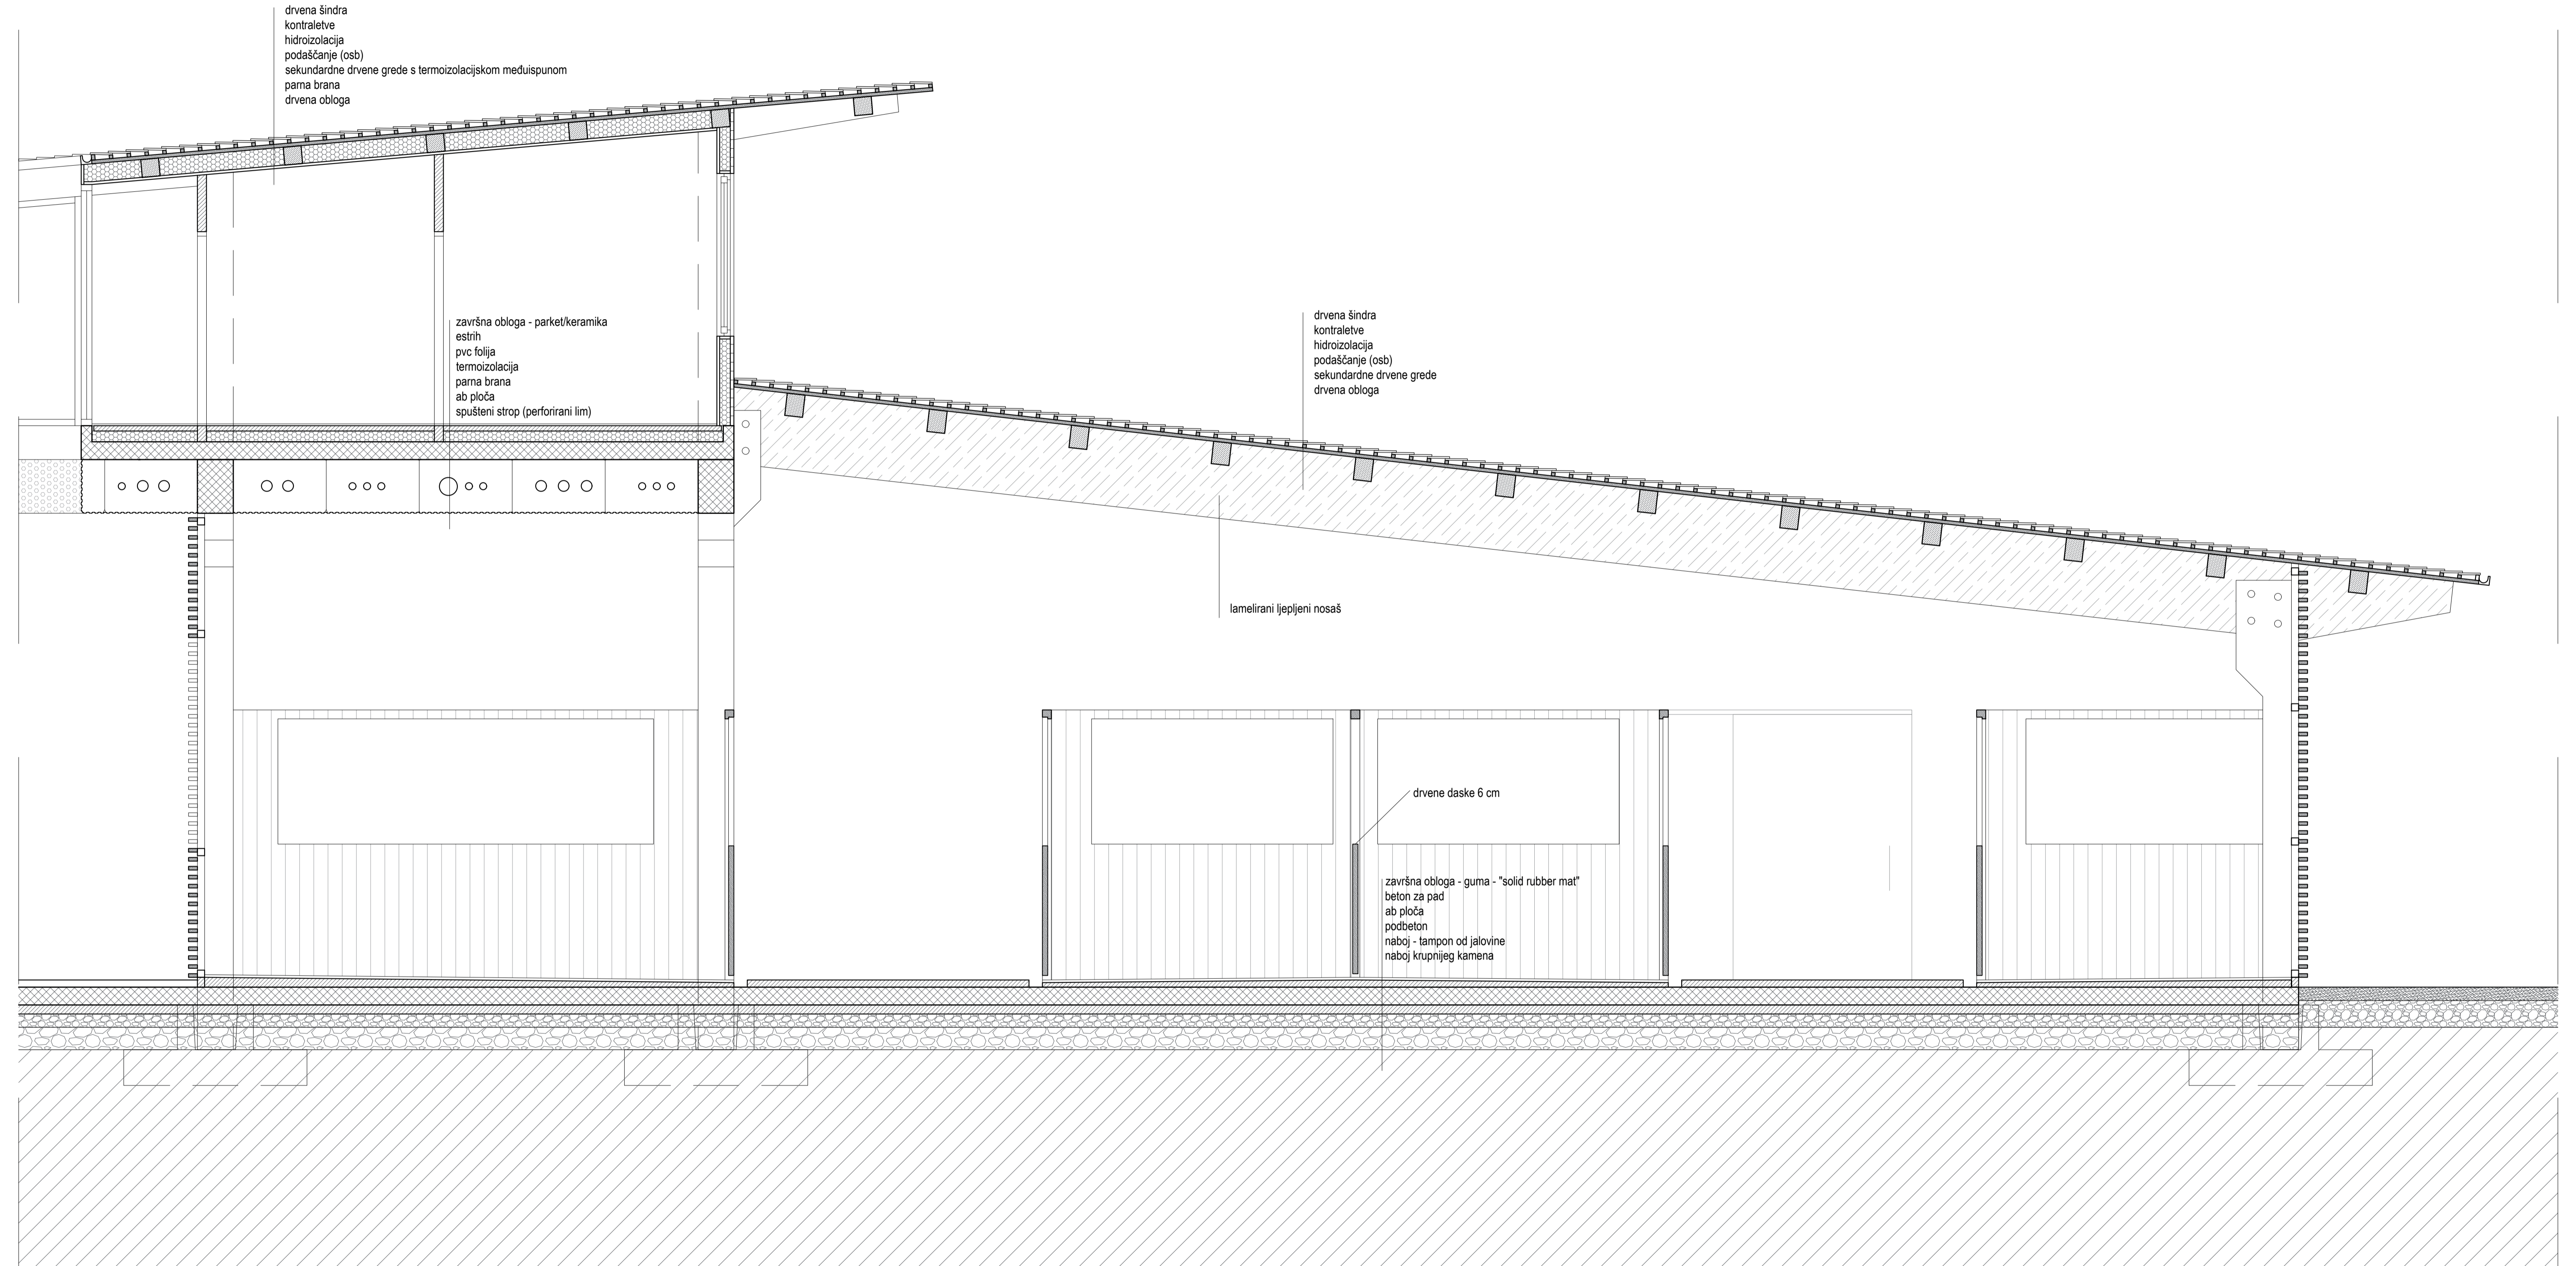 drvena šindra
kontraletve
hidroizolacija
podaščanje (osb)
sekundardne drvene grede s termoizolacijskom međuispunom
parna brana
drvena obloga
završna obloga - parket/keramika
estrih
pvc folija
termoizolacija
parna brana
ab ploča
spušteni strop (perforirani lim)
drvena šindra
kontraletve
hidroizolacija
podaščanje (osb)
sekundardne drvene grede
drvena obloga
lamelirani ljepljeni nosaš
drvene daske 6 cm
završna obloga - guma - "solid rubber mat"
beton za pad
ab ploča
podbeton
naboj - tampon od jalovine
naboj krupnijeg kamena